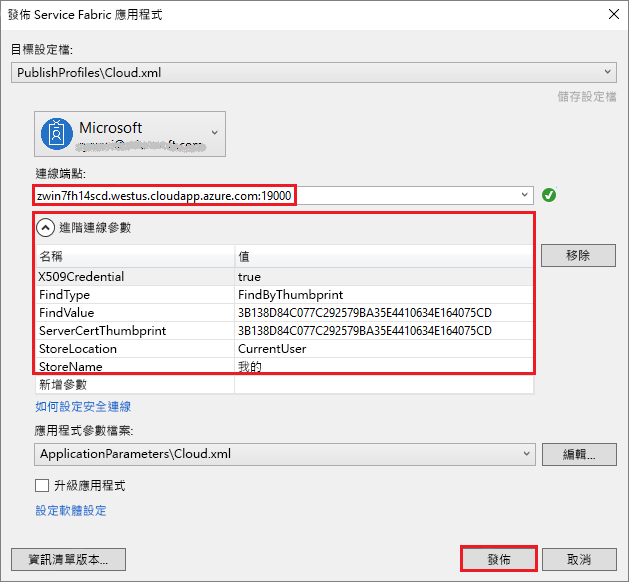 發佈 Service Fabric 應用程式
目標設定檔:
PublishProfiles\Cloud.xml
儲存設定檔
Microsoft
連線端點:
zwin7fh14scd.westus.cloudapp.azure.com:19000
進階連線參數
名稱 值
移除
X509Credential true
FindType FindByThumbprint
FindValue 3B138D84C077C292579BA35E4410634E164075CD
ServerCertThumbprint 3B138D84C077C292579BA35E4410634E164075CD
StoreLocation CurrentUser
StoreName 我的
新增參數
如何設定安全連線
應用程式參數檔案:
ApplicationParameters\Cloud.xml 編輯...
升級應用程式
設定軟體設定
資訊清單版本... 發佈 取消